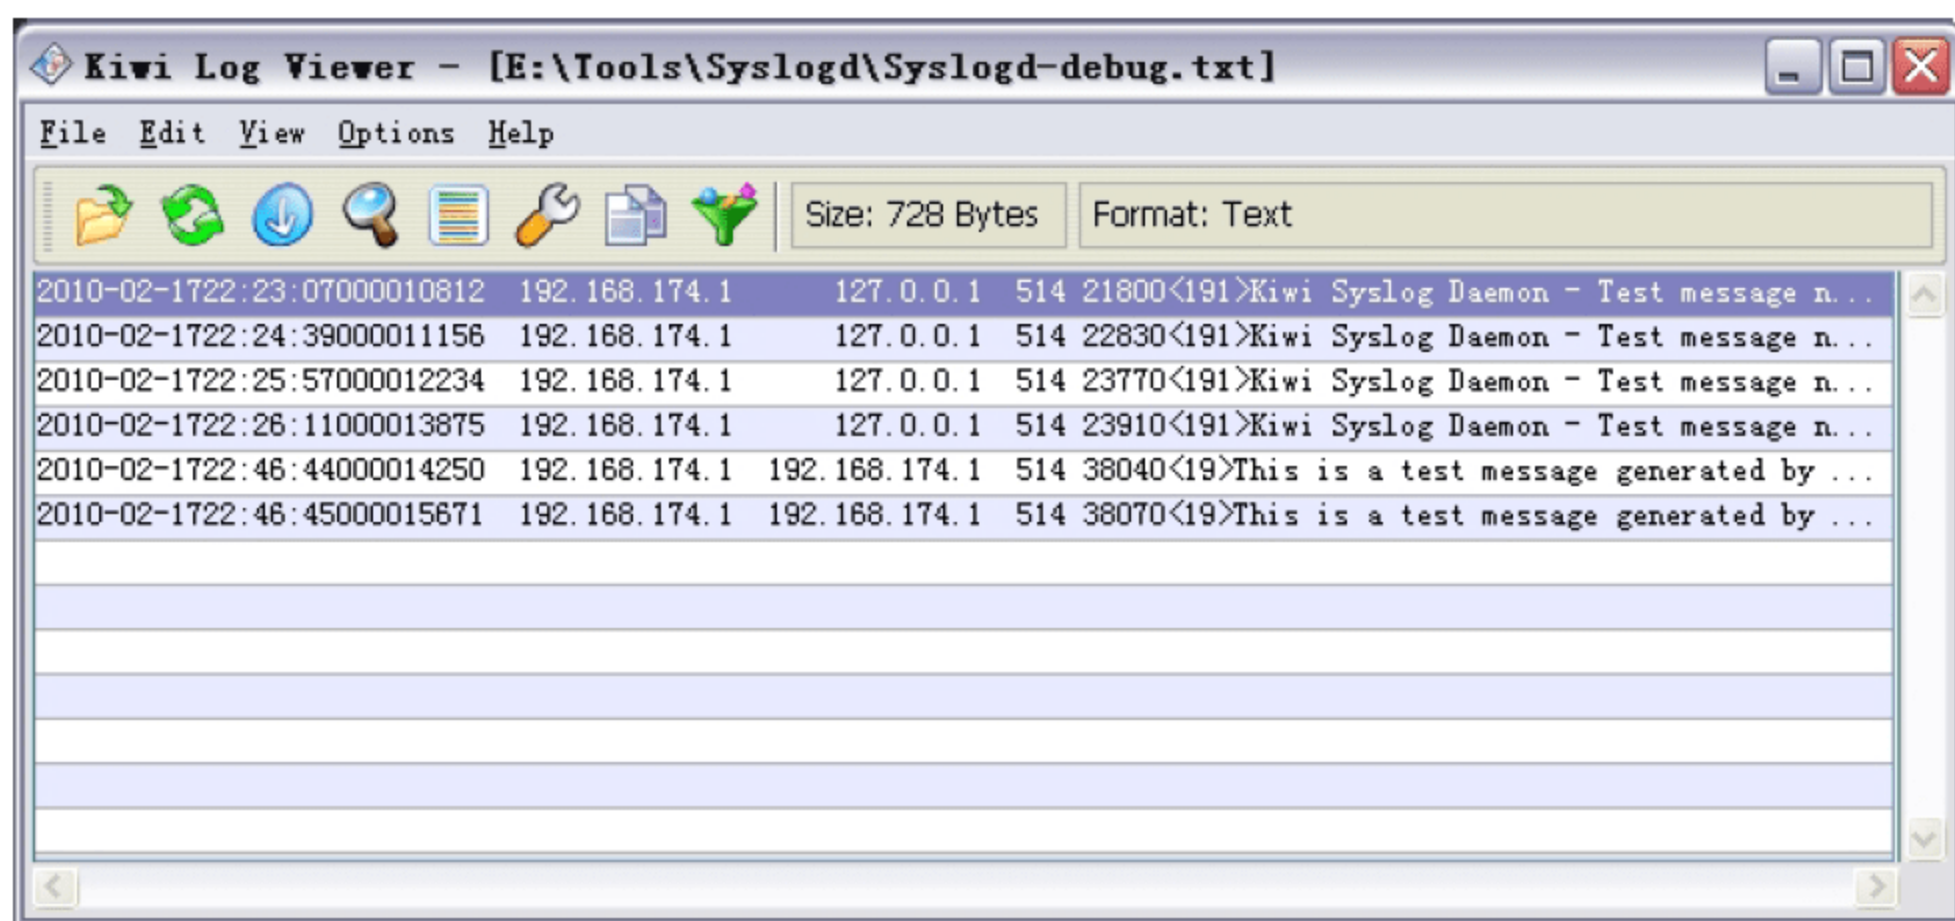 Kiwi Log Viewer - [E:\Tools\Syslogd\Syslogd-debug.txt]
File Edit View Options Help
Size: 728 Bytes Format: Text
2010-02-1722:23:07000010812 192.168.174.1 127.0.0.1 514 21800<191>Kiwi Syslog Daemon - Test message n...
2010-02-1722:24:39000011156 192.168.174.1 127.0.0.1 514 22830<191>Kiwi Syslog Daemon - Test message n...
2010-02-1722:25:57000012234 192.168.174.1 127.0.0.1 514 23770<191>Kiwi Syslog Daemon - Test message n...
2010-02-1722:26:11000013875 192.168.174.1 127.0.0.1 514 23910<191>Kiwi Syslog Daemon - Test message n...
2010-02-1722:46:44000014250 192.168.174.1 192.168.174.1 514 38040<19>This is a test message generated by ...
2010-02-1722:46:45000015671 192.168.174.1 192.168.174.1 514 38070<19>This is a test message generated by ...